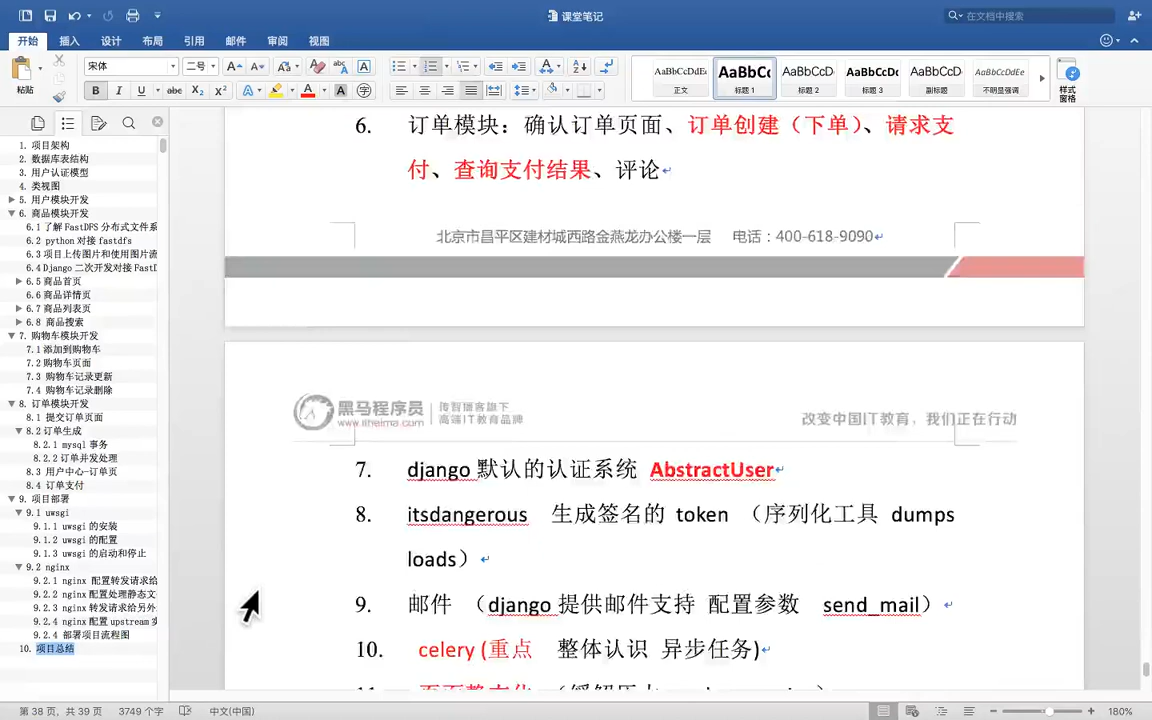 课堂笔记
在文档中搜索
开始 插入 设计 布局 引用 邮件 审阅 视图
粘贴
宋体 二号
AaBbCcDdEe AaBbCc AaBbCcD AaBbCcDc AaBbCcD AaBbCcDdEe
正文 标题 1 标题 2 标题 3 副标题 不明显强调
样式
窗格
1. 项目架构
2. 数据库表结构
3. 用户认证模型
4. 类视图
5. 用户模块开发
6. 商品模块开发
6.1 了解 FastDFS 分布式文件系
6.2 python 对接 fastdfs
6.3 项目上传图片和使用图片流
6.4 Django 二次开发对接 FastD
6.5 商品首页
6.6 商品详情页
6.7 商品列表页
6.8 商品搜索
7. 购物车模块开发
7.1 添加到购物车
7.2 购物车页面
7.3 购物车记录更新
7.4 购物车记录删除
8. 订单模块开发
8.1 提交订单页面
8.2 订单生成
8.2.1 mysql 事务
8.2.2 订单并发处理
8.3 用户中心-订单页
8.4 订单支付
9. 项目部署
9.1 uwsgi
9.1.1 uwsgi 的安装
9.1.2 uwsgi 的配置
9.1.3 uwsgi 的启动和停止
9.2 nginx
9.2.1 nginx 配置转发请求给
9.2.2 nginx 配置处理静态文
9.2.3 nginx 转发请求给另外
9.2.4 nginx 配置 upstream 实
9.2.4 部署项目流程图
10. 项目总结
6. 订单模块：确认订单页面、订单创建（下单）、请求支
付、查询支付结果、评论
北京市昌平区建材城西路金燕龙办公楼一层 电话：400-618-9090
黑马程序员 www.itheima.com 传智播客旗下 高端IT教育品牌
改变中国IT教育，我们正在行动
7. django 默认的认证系统 AbstractUser
8. itsdangerous 生成签名的 token （序列化工具 dumps
loads）
9. 邮件 （django 提供邮件支持 配置参数 send_mail）
10. celery (重点 整体认识 异步任务)
第 38 页，共 39 页 3749 个字 中文(中国) 180%